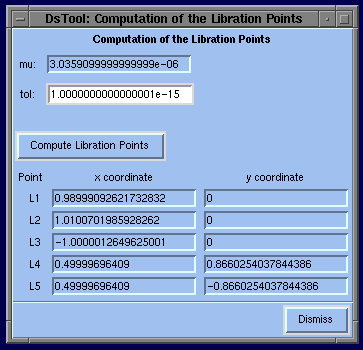 DsTool: Computation of the Libration Points
Computation of the Libration Points
mu: 3.0359099999999999e-06
tol: 1.0000000000000001e-15
Compute Libration Points
Point x coordinate y coordinate
L1 0.98999092621732832 0
L2 1.0100701985928262 0
L3 -1.0000012649625001 0
L4 0.49999696409 0.8660254037844386
L5 0.49999696409 -0.8660254037844386
Dismiss